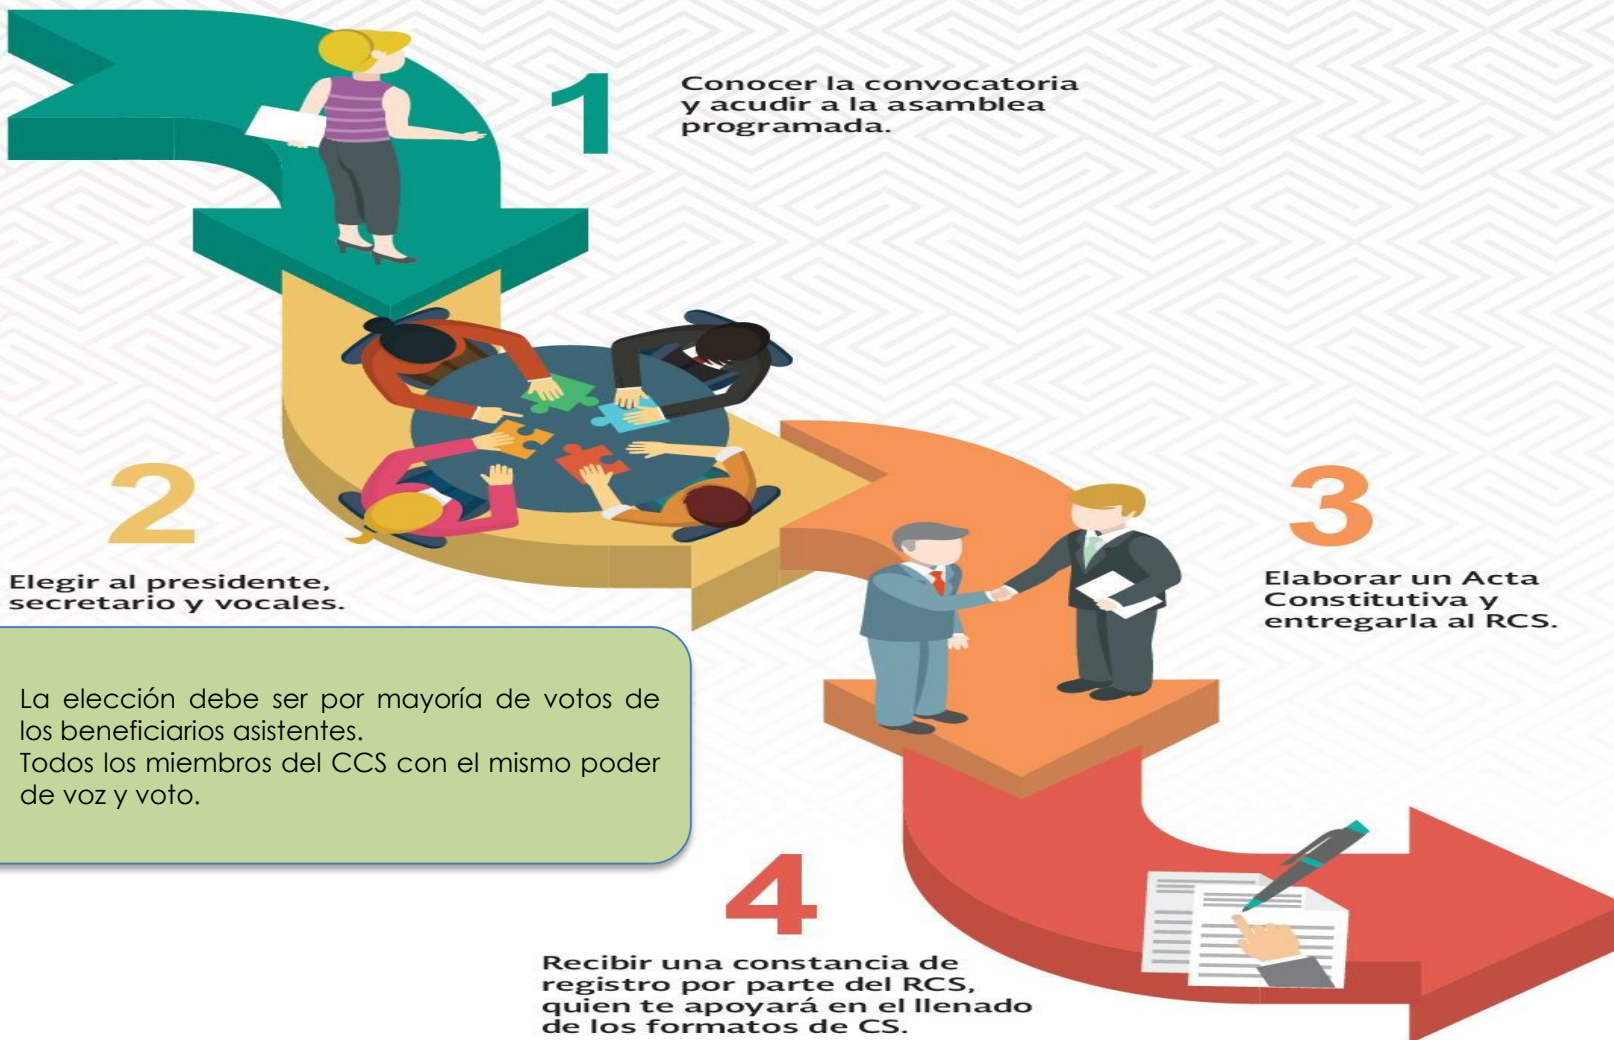 1
Conocer la convocatoria
y acudir a la asamblea
programada.
2
Elegir al presidente,
secretario y vocales.
La elección debe ser por mayoría de votos de
los beneficiarios asistentes.
Todos los miembros del CCS con el mismo poder
de voz y voto.
3
Elaborar un Acta
Constitutiva y
entregarla al RCS.
4
Recibir una constancia de
registro por parte del RCS,
quien te apoyará en el llenado
de los formatos de CS.